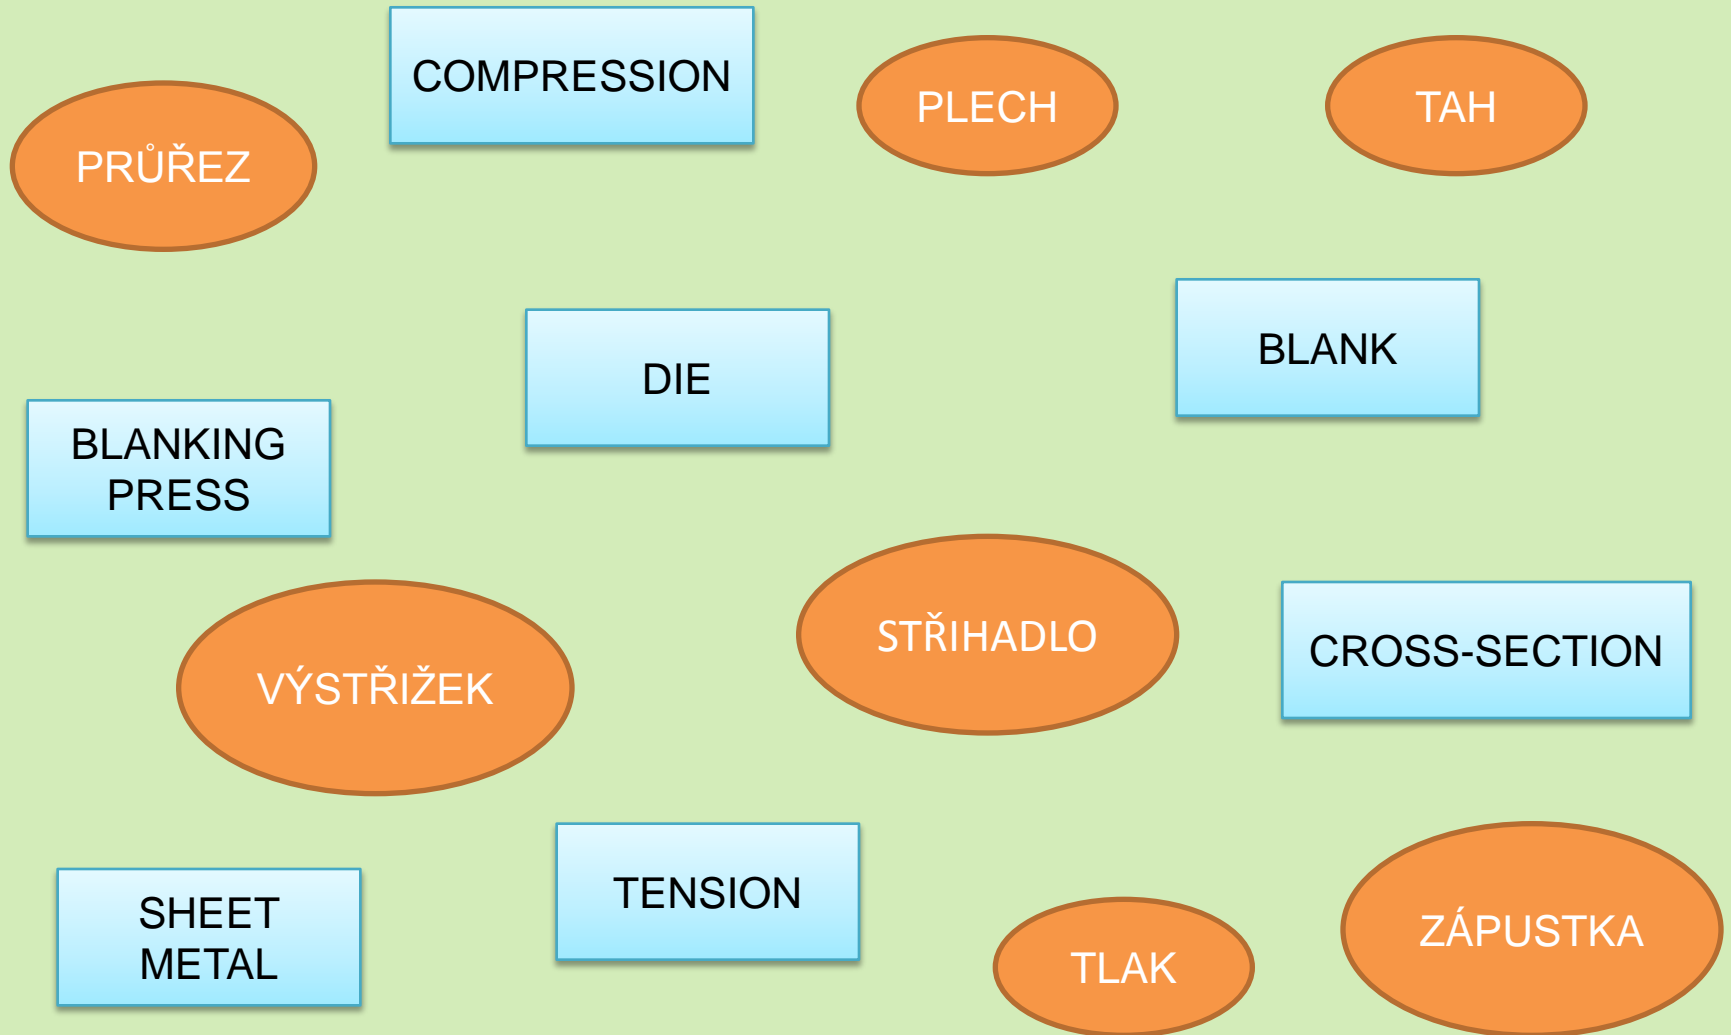 COMPRESSION
PLECH
TAH
PRŮŘEZ
BLANK
DIE
BLANKING
PRESS
STŘIHADLO
CROSS-SECTION
VÝSTŘIŽEK
TENSION
SHEET
METAL
ZÁPUSTKA
TLAK